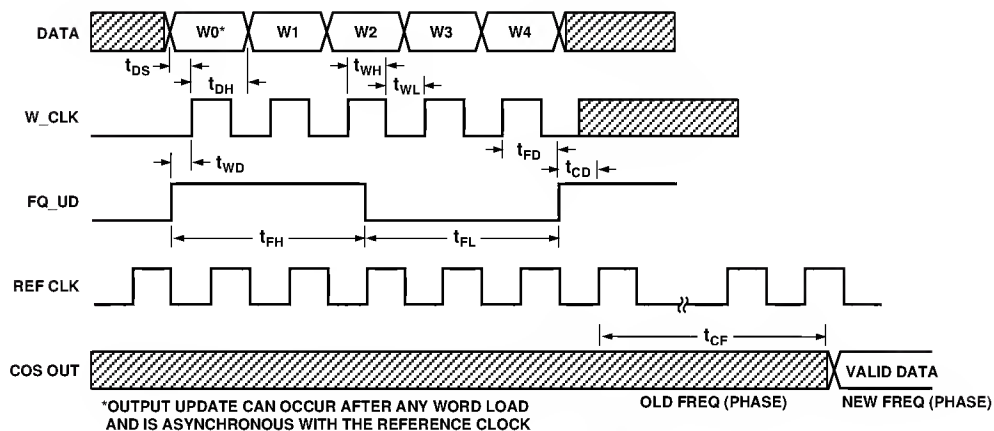 DATA
W0*
W1
W2
W3
W4
tDS
tDH
tWH
tWL
W_CLK
tWD
tFD
tCD
FQ_UD
tFH
tFL
REF CLK
tCF
COS OUT
VALID DATA
*OUTPUT UPDATE CAN OCCUR AFTER ANY WORD LOAD
AND IS ASYNCHRONOUS WITH THE REFERENCE CLOCK
OLD FREQ (PHASE)
NEW FREQ (PHASE)